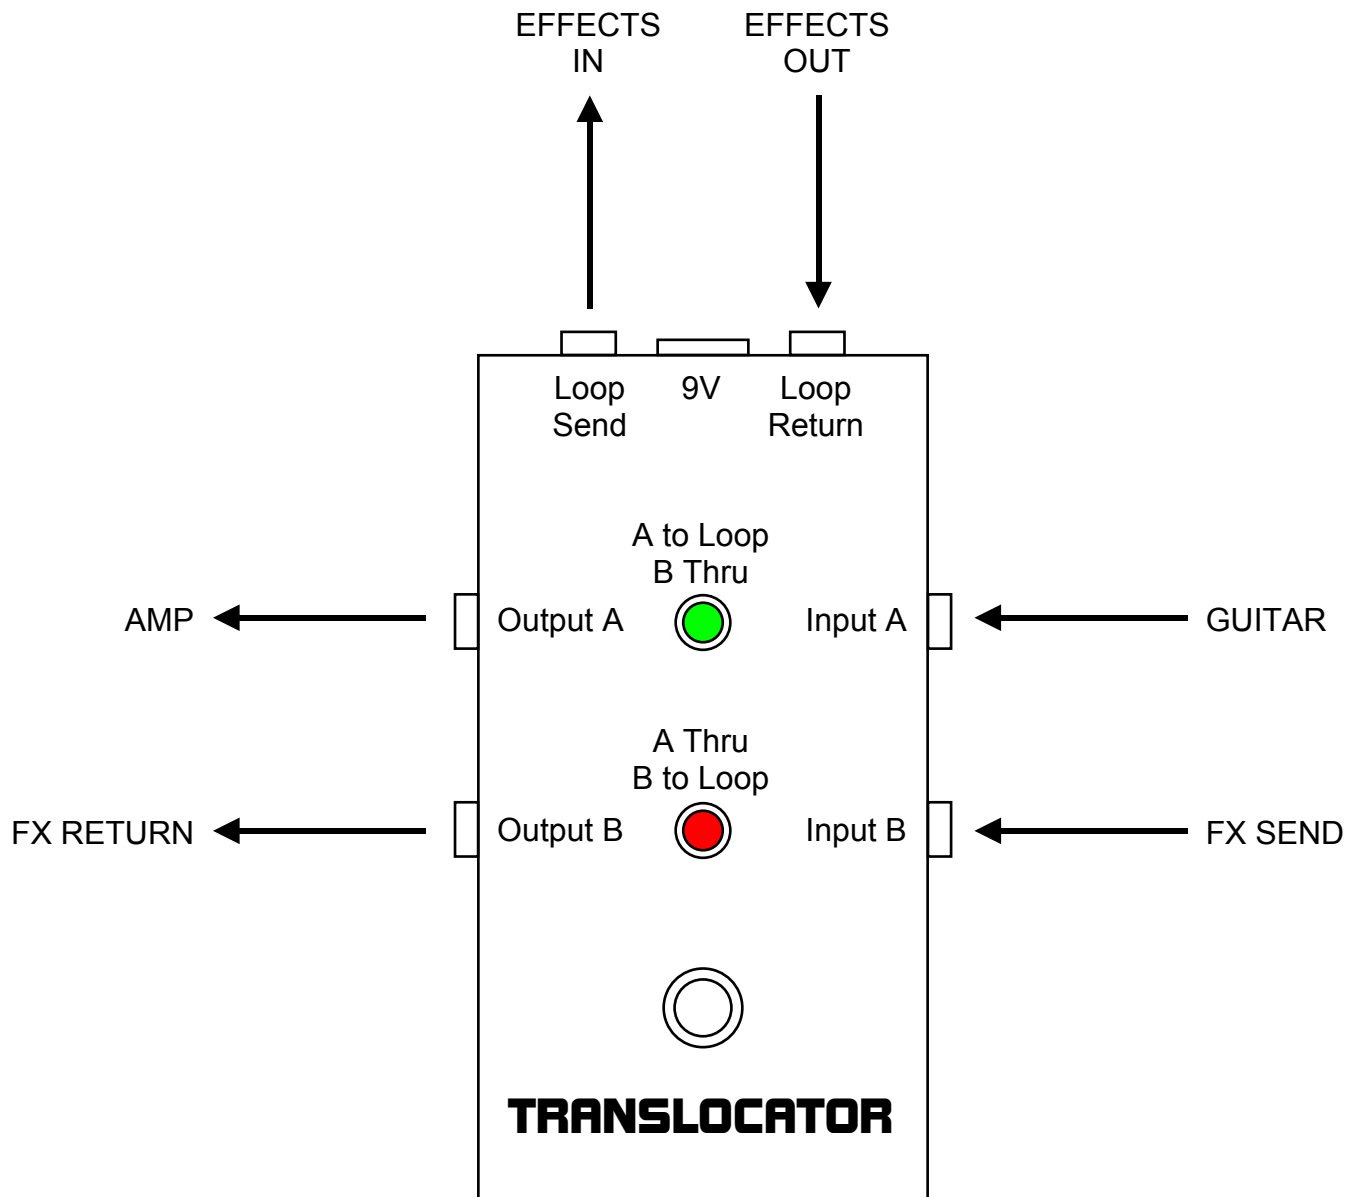 EFFECTS
IN
EFFECTS
OUT
Loop
Send
9V
Loop
Return
A to Loop
B Thru
AMP
Output A
Input A
GUITAR
A Thru
B to Loop
FX RETURN
Output B
Input B
FX SEND
TRANSLOCATOR